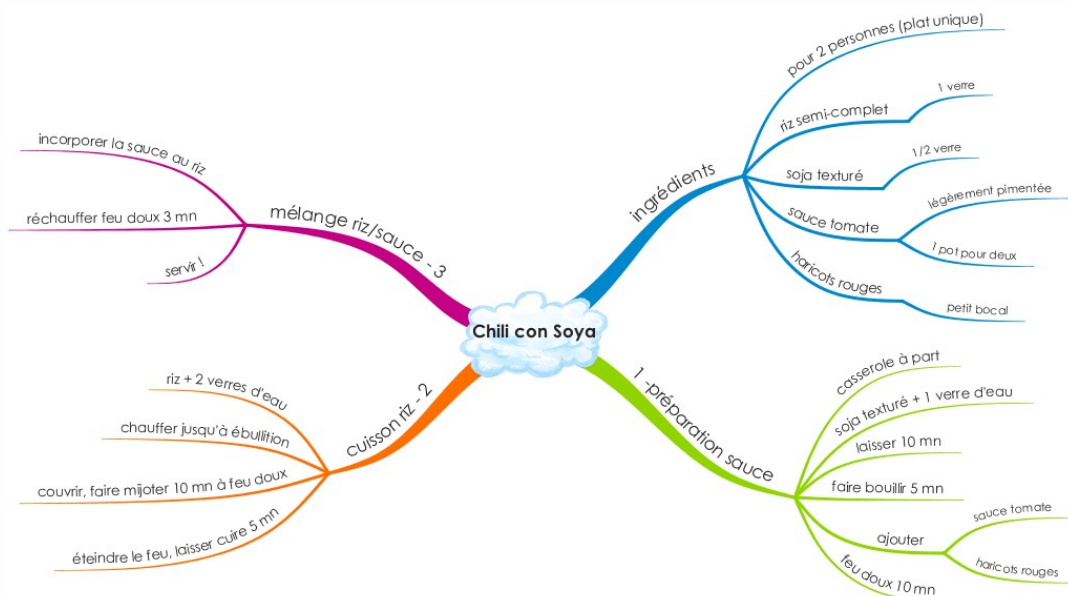 Chili con Soya
ingrédients
pour 2 personnes (plat unique)
riz semi-complet
1 verre
soja texturé
1/2 verre
sauce tomate
légèrement pimentée
1 pot pour deux
haricots rouges
petit bocal
1 -préparation sauce
casserole à part
soja texturé + 1 verre d'eau
laisser 10 mn
faire bouillir 5 mn
ajouter
sauce tomate
haricots rouges
feu doux 10 mn
cuisson riz - 2
riz + 2 verres d'eau
chauffer jusqu'à ébullition
couvrir, faire mijoter 10 mn à feu doux
éteindre le feu, laisser cuire 5 mn
mélange riz/sauce - 3
incorporer la sauce au riz
réchauffer feu doux 3 mn
servir !